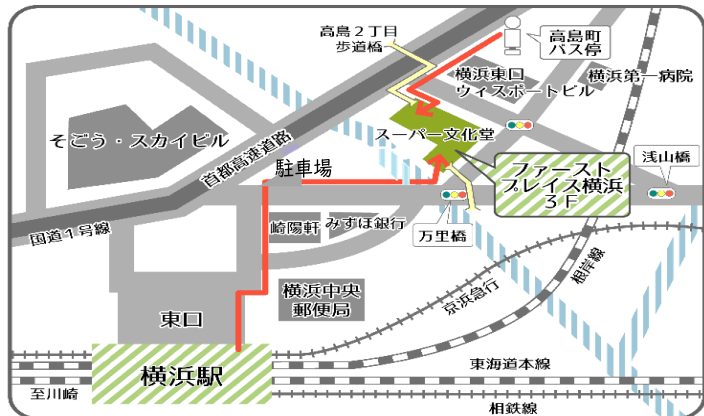 高島２丁目
歩道橋
高島町
バス停
横浜東口
ウィスポートビル
横浜第一病院
そごう・スカイビル
首都高速道路
スーパー文化堂
駐車場
ファースト
プレイス横浜
３Ｆ
浅山橋
国道１号線
崎陽軒
みずほ銀行
万里橋
横浜中央
郵便局
京浜急行
根岸線
東口
横浜駅
東海道本線
至川崎
相鉄線